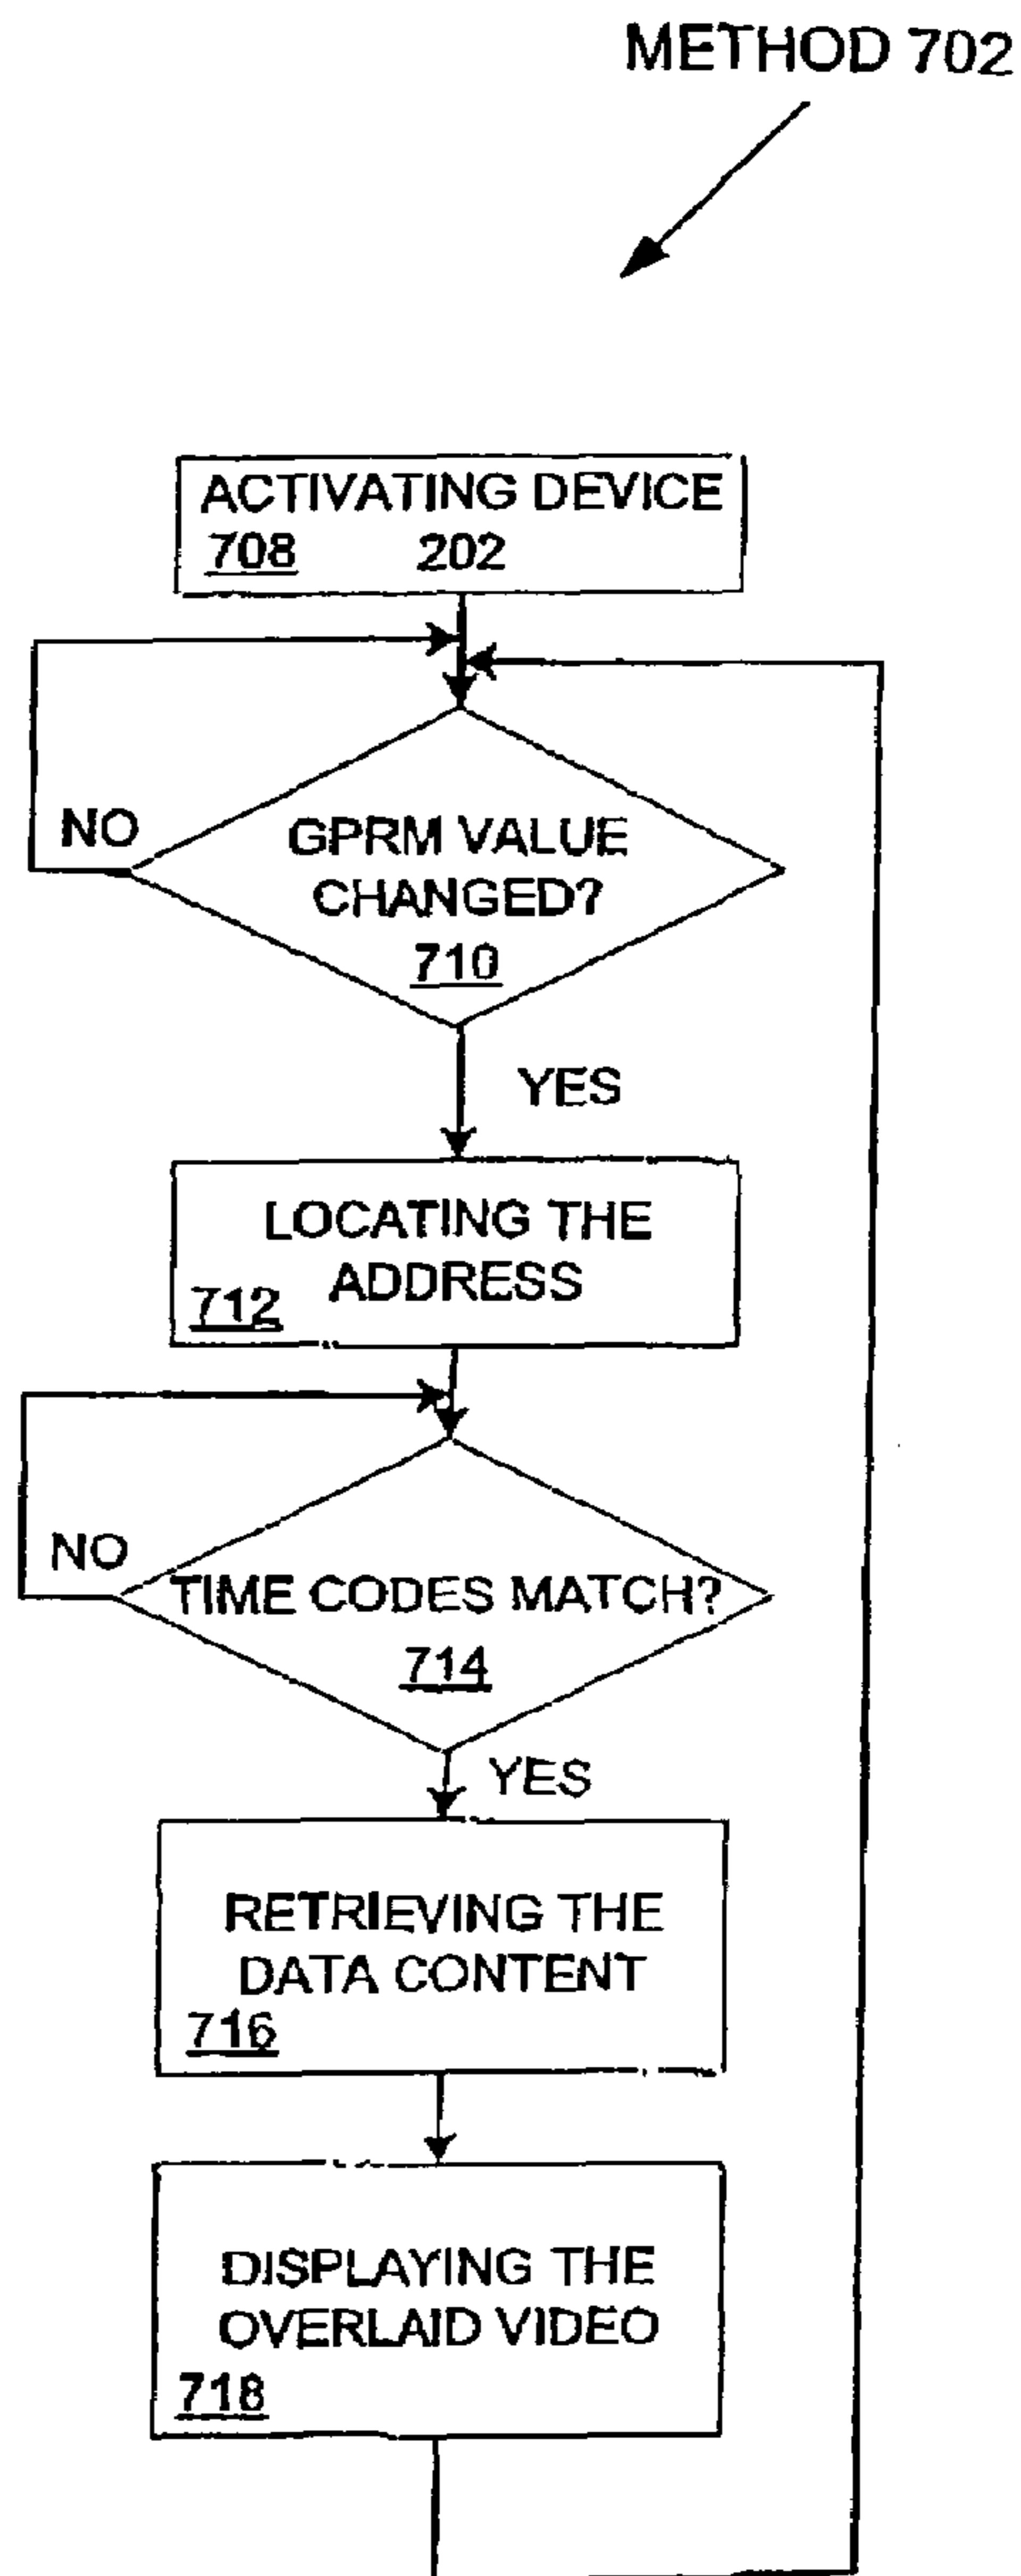 METHOD 702
ACTIVATING DEVICE
708 202
NO
GPRM VALUE
CHANGED?
710
YES
LOCATING THE
ADDRESS
712
NO
TIME CODES MATCH?
714
YES
RETRIEVING THE
DATA CONTENT
716
DISPLAYING THE
OVERLAID VIDEO
718